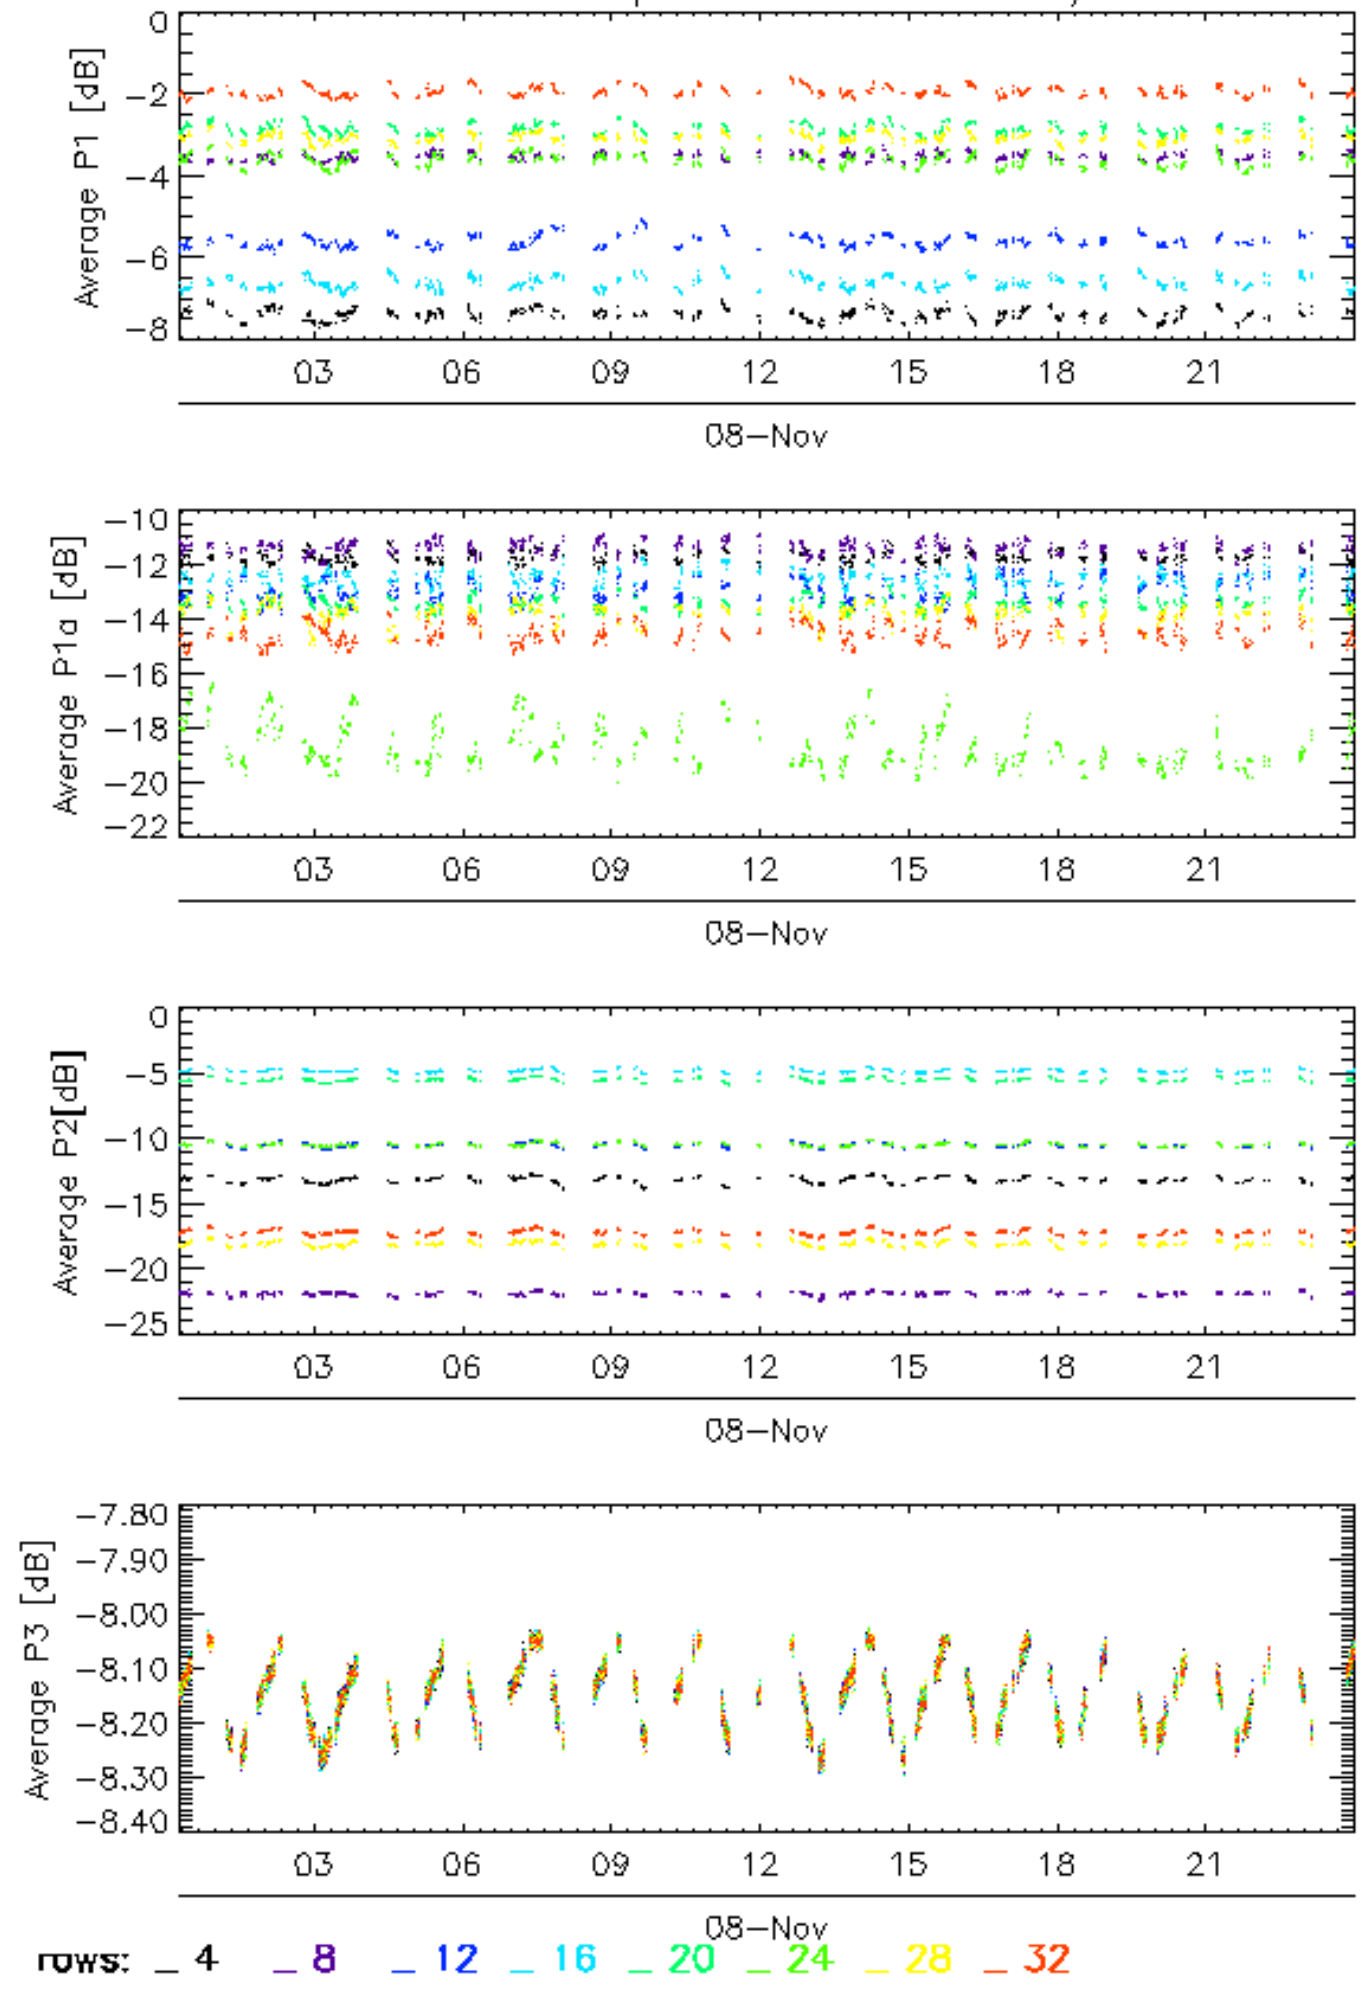 0
−2
−4
−6
−8
Average P1 [dB]
03 06 09 12 15 18 21
08−Nov
−10
−12
−14
−16
−18
−20
−22
Average P1a [dB]
03 06 09 12 15 18 21
08−Nov
0
−5
−10
−15
−20
−25
Average P2[dB]
03 06 09 12 15 18 21
08−Nov
−7.80
−7.90
−8.00
−8.10
−8.20
−8.30
−8.40
Average P3 [dB]
03 06 09 12 15 18 21
08−Nov
rows: _ 4 _ 8 _ 12 _ 16 _ 20 _ 24 _ 28 _ 32